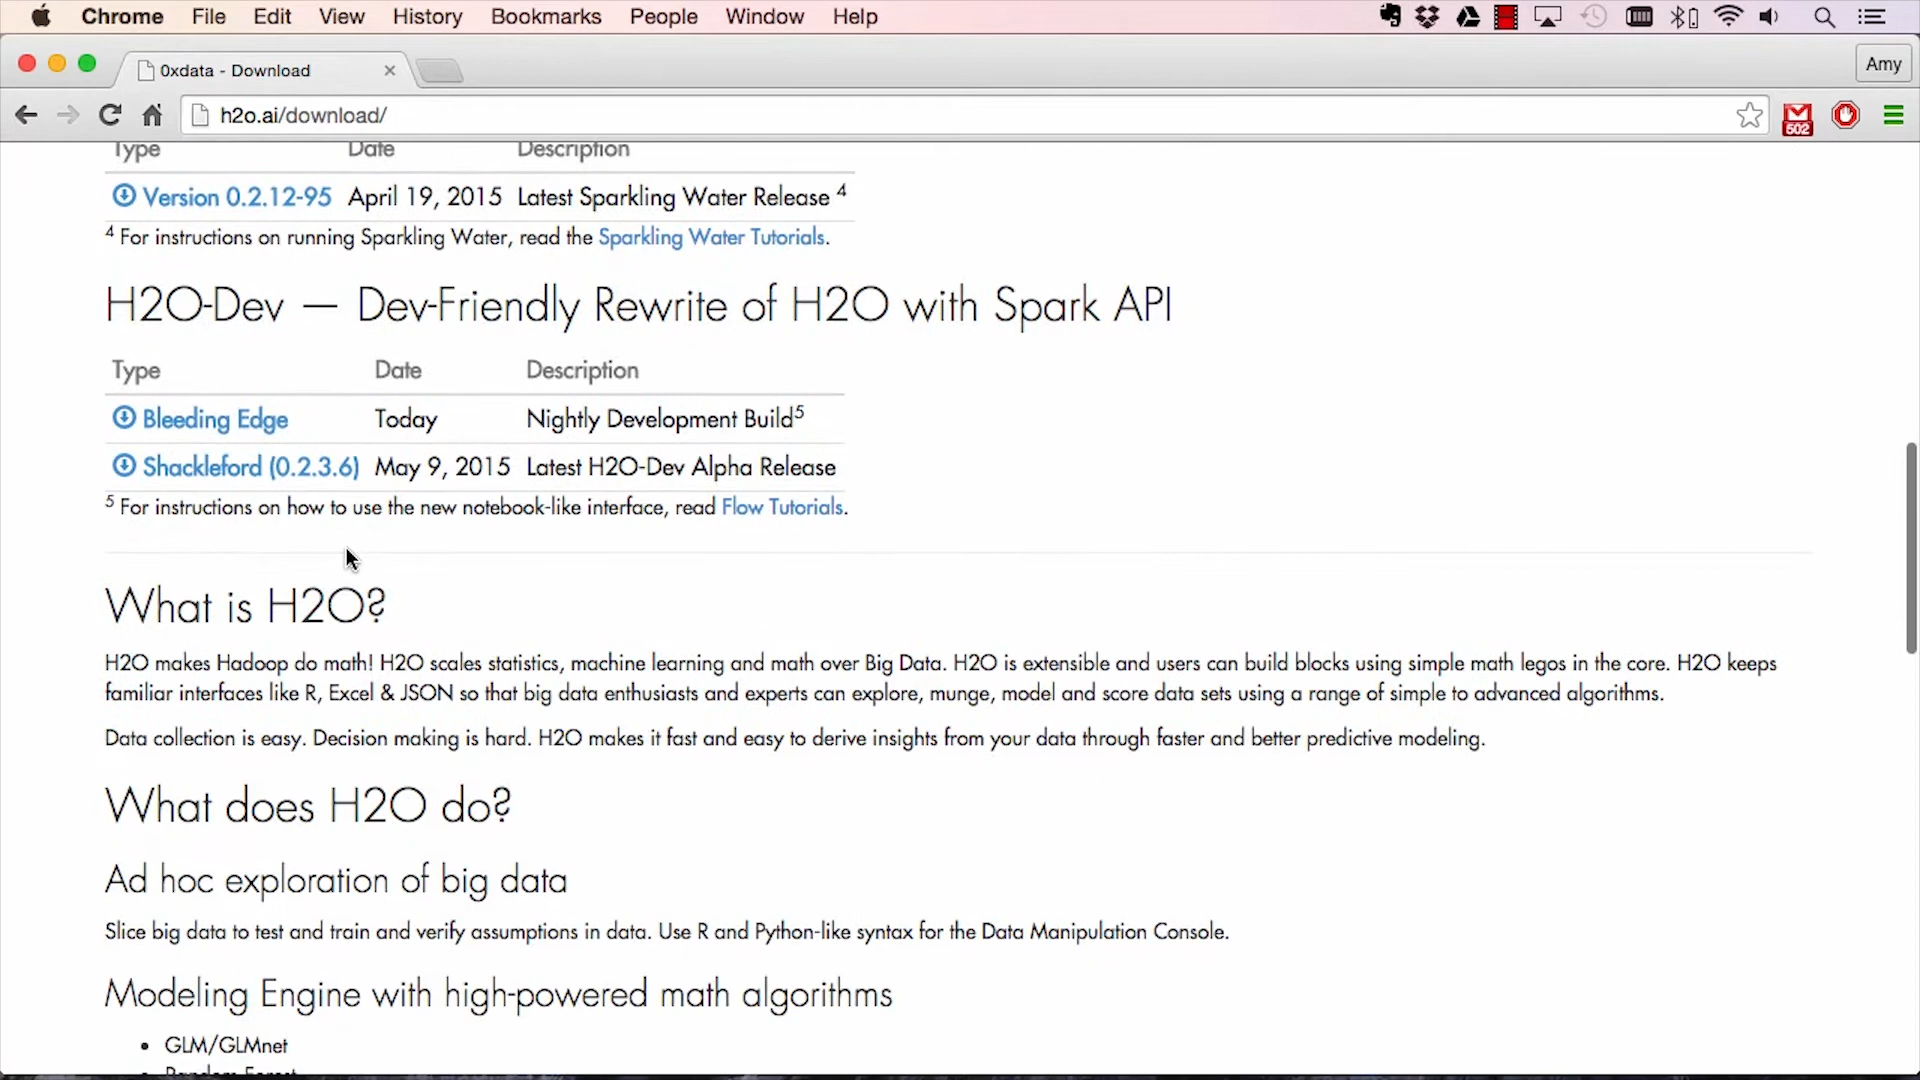 Chrome File Edit View History Bookmarks People Window Help
0xdata - Download
Amy
h2o.ai/download/
502
Type Date Description
Version 0.2.12-95 April 19, 2015 Latest Sparkling Water Release 4
4 For instructions on running Sparkling Water, read the Sparkling Water Tutorials.
H2O-Dev — Dev-Friendly Rewrite of H2O with Spark API
Type Date Description
Bleeding Edge Today Nightly Development Build5
Shackleford (0.2.3.6) May 9, 2015 Latest H2O-Dev Alpha Release
5 For instructions on how to use the new notebook-like interface, read Flow Tutorials.
What is H2O?
H2O makes Hadoop do math! H2O scales statistics, machine learning and math over Big Data. H2O is extensible and users can build blocks using simple math legos in the core. H2O keeps
familiar interfaces like R, Excel & JSON so that big data enthusiasts and experts can explore, munge, model and score data sets using a range of simple to advanced algorithms.
Data collection is easy. Decision making is hard. H2O makes it fast and easy to derive insights from your data through faster and better predictive modeling.
What does H2O do?
Ad hoc exploration of big data
Slice big data to test and train and verify assumptions in data. Use R and Python-like syntax for the Data Manipulation Console.
Modeling Engine with high-powered math algorithms
• GLM/GLMnet
• Random Forest